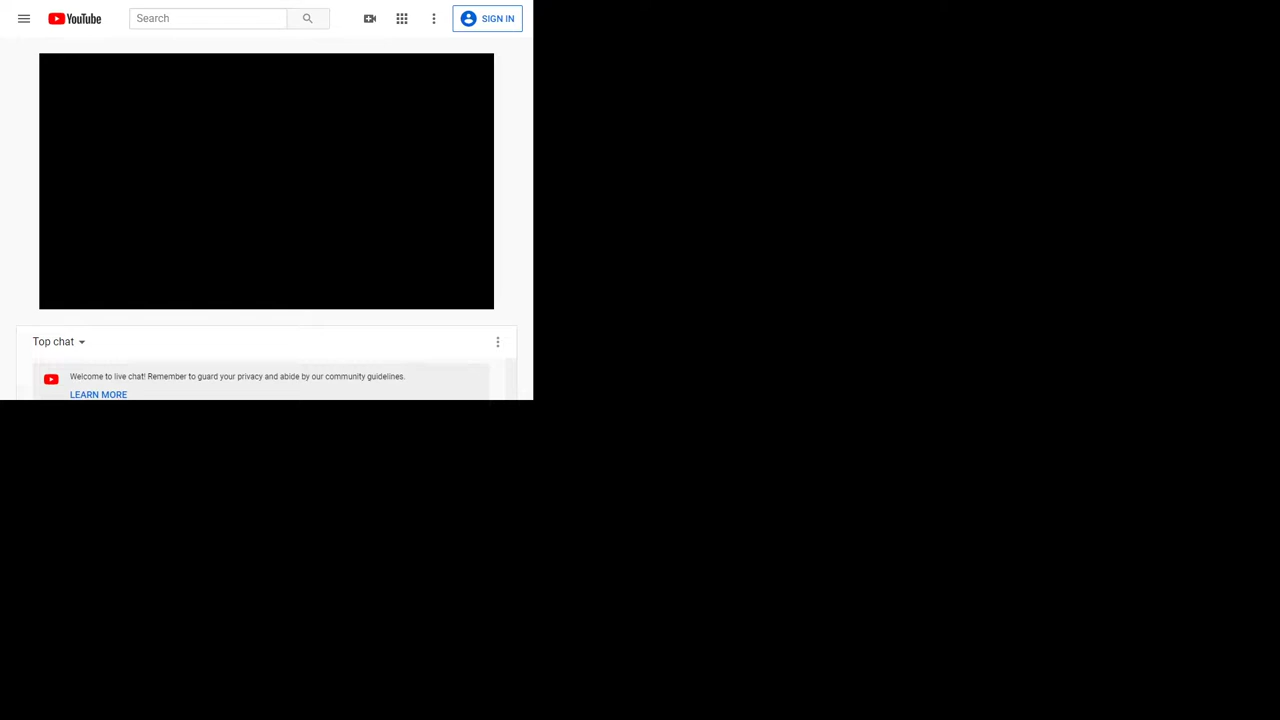 YouTube
Search
SIGN IN
Top chat
Welcome to live chat! Remember to guard your privacy and abide by our community guidelines.
LEARN MORE